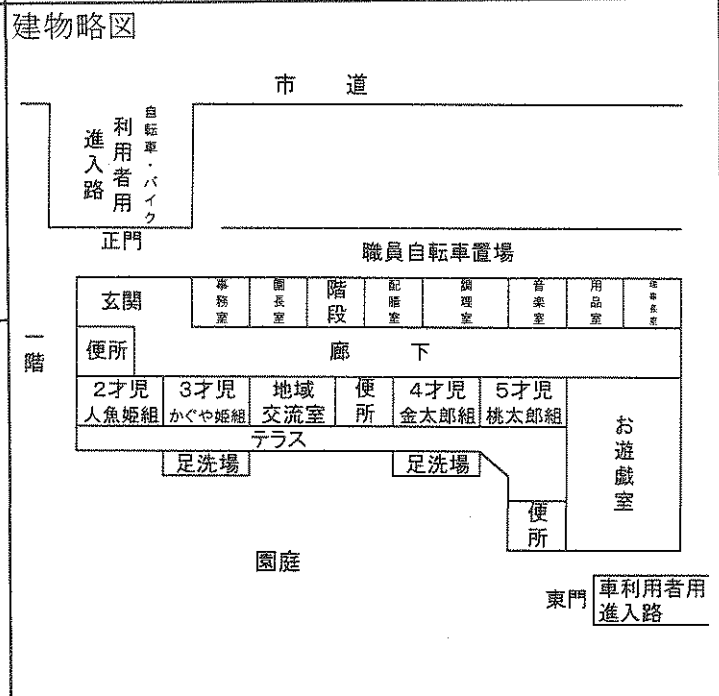 建物略図
市 道
自転車・バイク
利用者用
進入路
正門
職員自転車置場
一階
玄関
事務室
園長室
階段
配膳室
調理室
音楽室
用品室
理事長室
便所
廊 下
2才児
人魚姫組
3才児
かぐや姫組
地域
交流室
便所
4才児
金太郎組
5才児
桃太郎組
お遊戯室
テラス
足洗場
足洗場
便所
園庭
東門
車利用者用
進入路